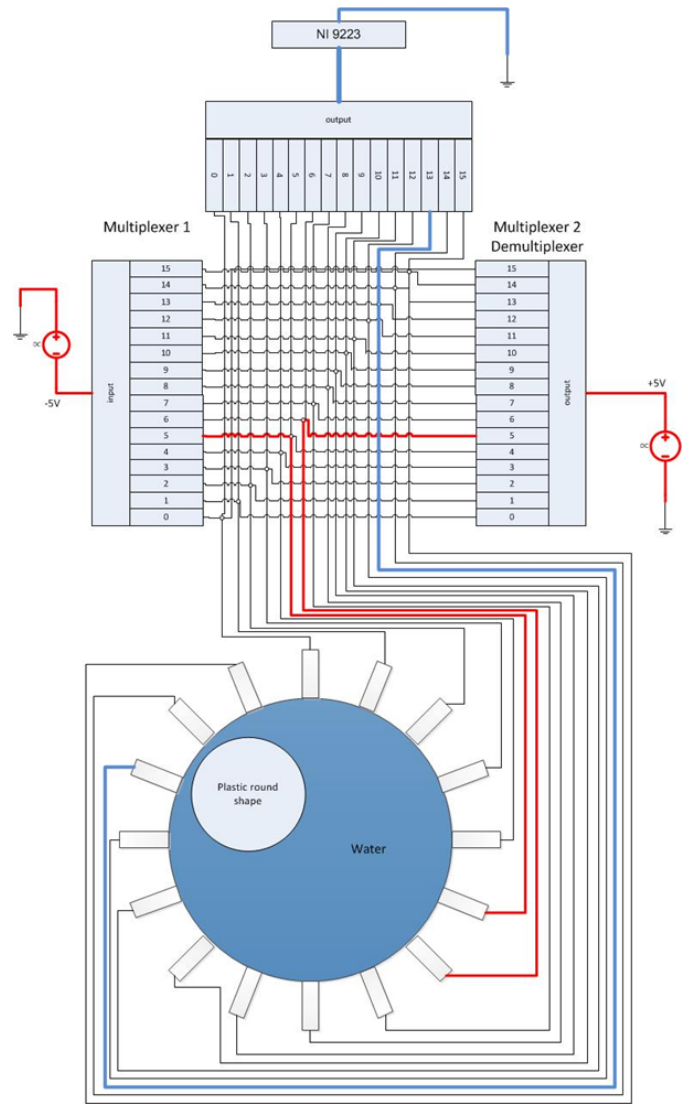 NI 9223
output
0 1 2 3 4 5 6 7 8 9 10 11 12 13 14 15
Multiplexer 1
Multiplexer 2
Demultiplexer
15
14
13
12
11
10
9
8
7
6
5
4
3
2
1
0
input
DC
-5V
15
14
13
12
11
10
9
8
7
6
5
4
3
2
1
0
output
+5V
DC
Plastic round
shape
Water